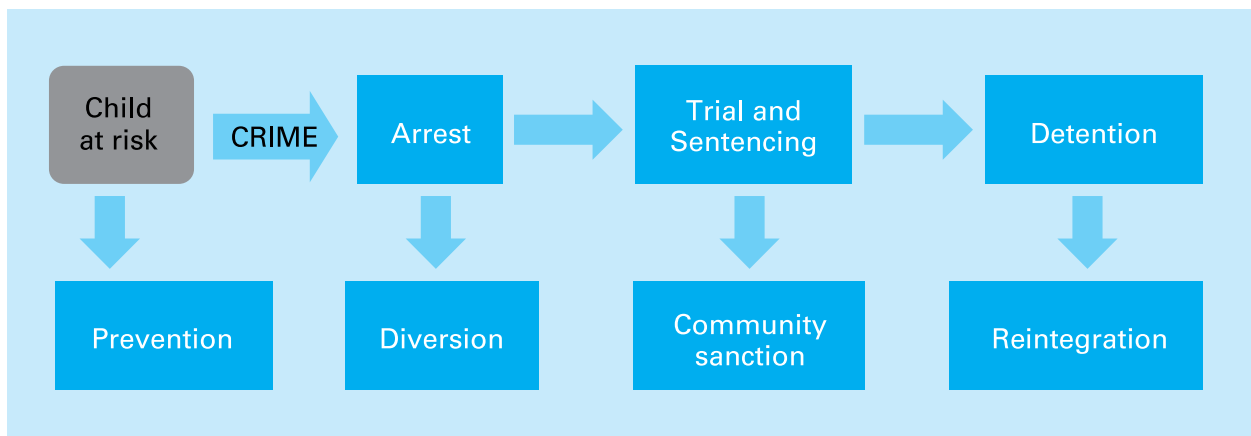 Child
at risk
CRIME
Arrest
Trial and
Sentencing
Detention
Prevention
Diversion
Community
sanction
Reintegration